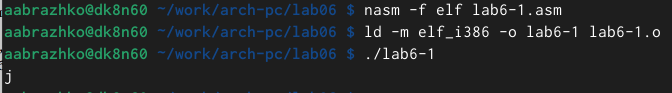 aabrazhko@dk8n60 ~/work/arch-pc/lab06 $ nasm -f elf lab6-1.asm
aabrazhko@dk8n60 ~/work/arch-pc/lab06 $ ld -m elf_i386 -o lab6-1 lab6-1.o
aabrazhko@dk8n60 ~/work/arch-pc/lab06 $ ./lab6-1
j